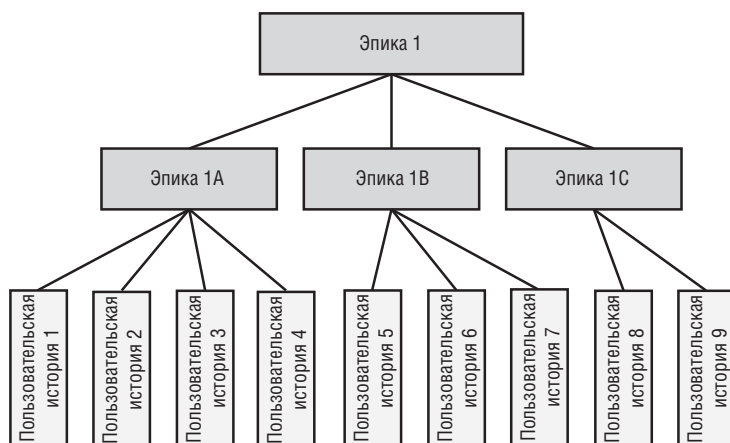 Эпика 1
Эпика 1A
Эпика 1B
Эпика 1C
Пользовательская
история 1
Пользовательская
история 2
Пользовательская
история 3
Пользовательская
история 4
Пользовательская
история 5
Пользовательская
история 6
Пользовательская
история 7
Пользовательская
история 8
Пользовательская
история 9